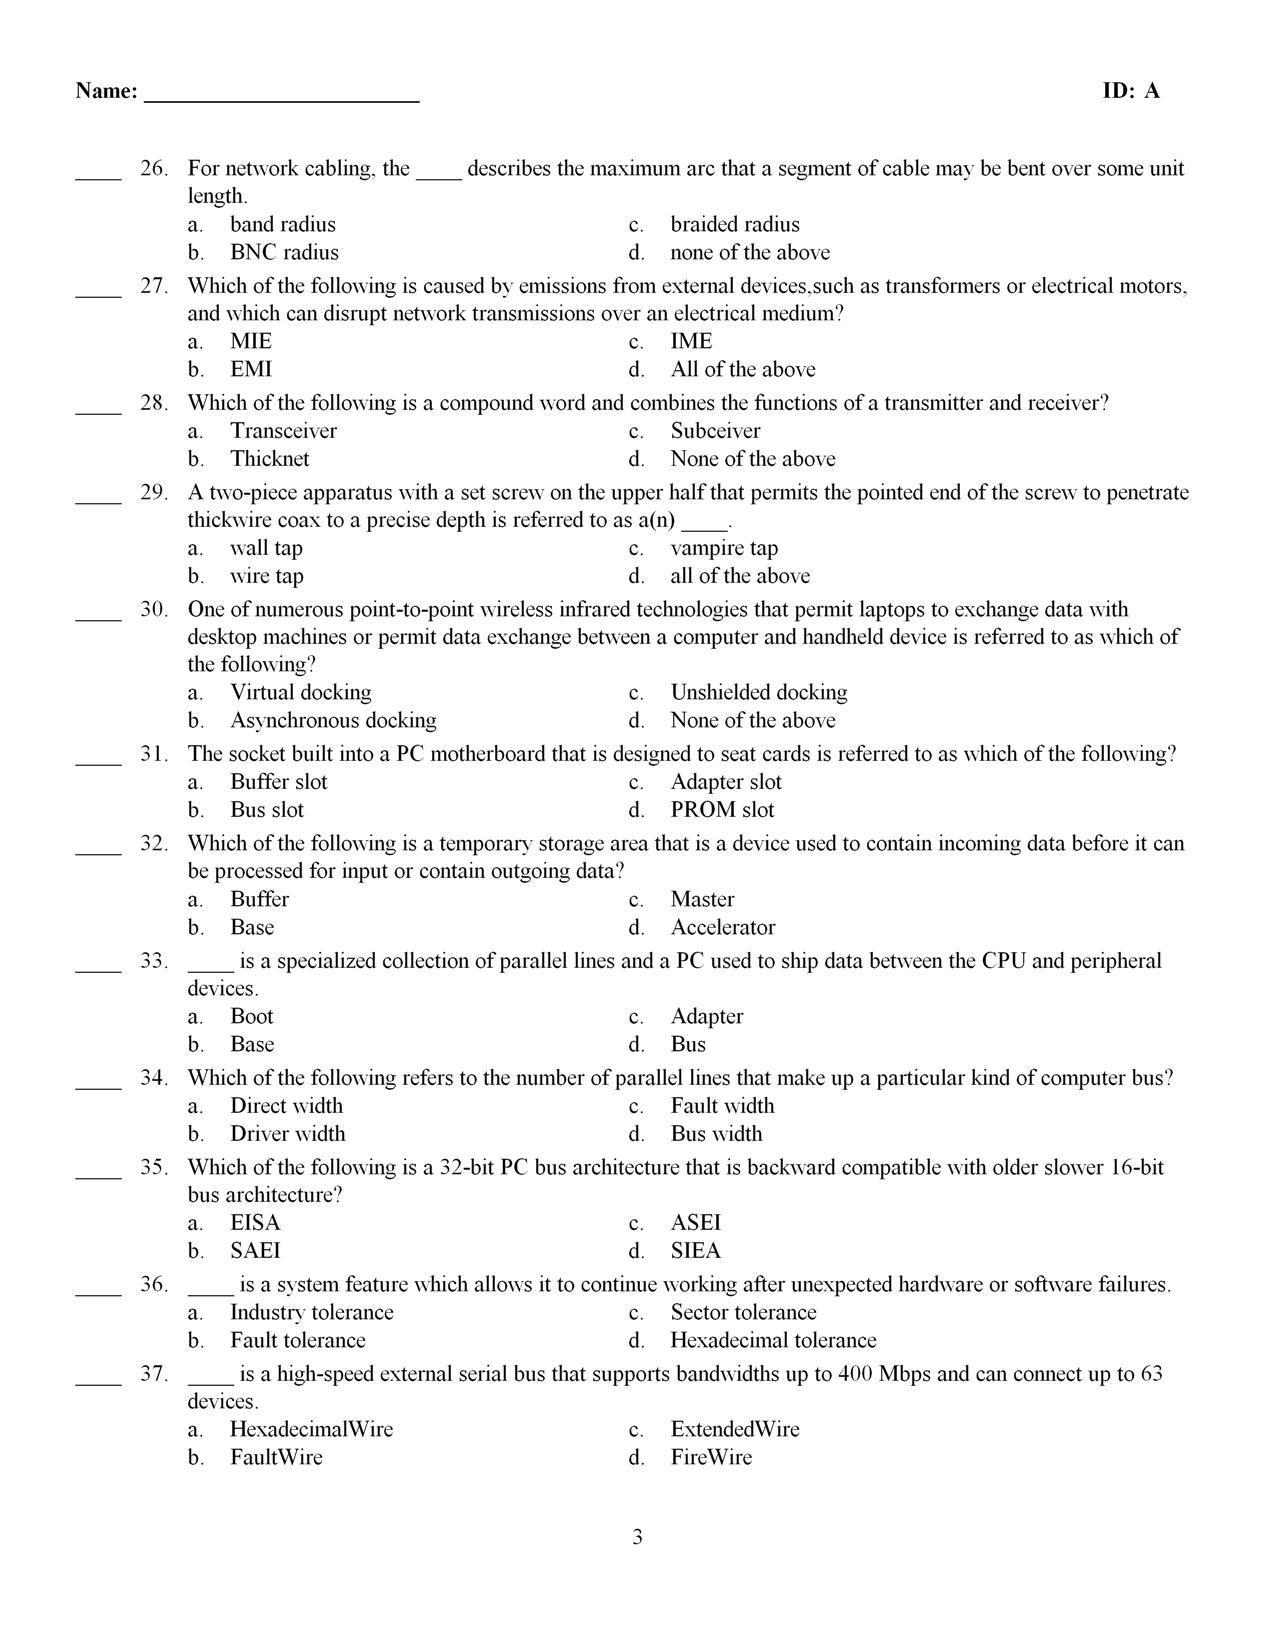 Name: ________________________ ID: A
____ 26. For network cabling, the ____ describes the maximum arc that a segment of cable may be bent over some unit
length.
a. band radius c. braided radius
b. BNC radius d. none of the above
____ 27. Which of the following is caused by emissions from external devices,such as transformers or electrical motors,
and which can disrupt network transmissions over an electrical medium?
a. MIE c. IME
b. EMI d. All of the above
____ 28. Which of the following is a compound word and combines the functions of a transmitter and receiver?
a. Transceiver c. Subceiver
b. Thicknet d. None of the above
____ 29. A two-piece apparatus with a set screw on the upper half that permits the pointed end of the screw to penetrate
thickwire coax to a precise depth is referred to as a(n) ____.
a. wall tap c. vampire tap
b. wire tap d. all of the above
____ 30. One of numerous point-to-point wireless infrared technologies that permit laptops to exchange data with
desktop machines or permit data exchange between a computer and handheld device is referred to as which of
the following?
a. Virtual docking c. Unshielded docking
b. Asynchronous docking d. None of the above
____ 31. The socket built into a PC motherboard that is designed to seat cards is referred to as which of the following?
a. Buffer slot c. Adapter slot
b. Bus slot d. PROM slot
____ 32. Which of the following is a temporary storage area that is a device used to contain incoming data before it can
be processed for input or contain outgoing data?
a. Buffer c. Master
b. Base d. Accelerator
____ 33. ____ is a specialized collection of parallel lines and a PC used to ship data between the CPU and peripheral
devices.
a. Boot c. Adapter
b. Base d. Bus
____ 34. Which of the following refers to the number of parallel lines that make up a particular kind of computer bus?
a. Direct width c. Fault width
b. Driver width d. Bus width
____ 35. Which of the following is a 32-bit PC bus architecture that is backward compatible with older slower 16-bit
bus architecture?
a. EISA c. ASEI
b. SAEI d. SIEA
____ 36. ____ is a system feature which allows it to continue working after unexpected hardware or software failures.
a. Industry tolerance c. Sector tolerance
b. Fault tolerance d. Hexadecimal tolerance
____ 37. ____ is a high-speed external serial bus that supports bandwidths up to 400 Mbps and can connect up to 63
devices.
a. HexadecimalWire c. ExtendedWire
b. FaultWire d. FireWire
3